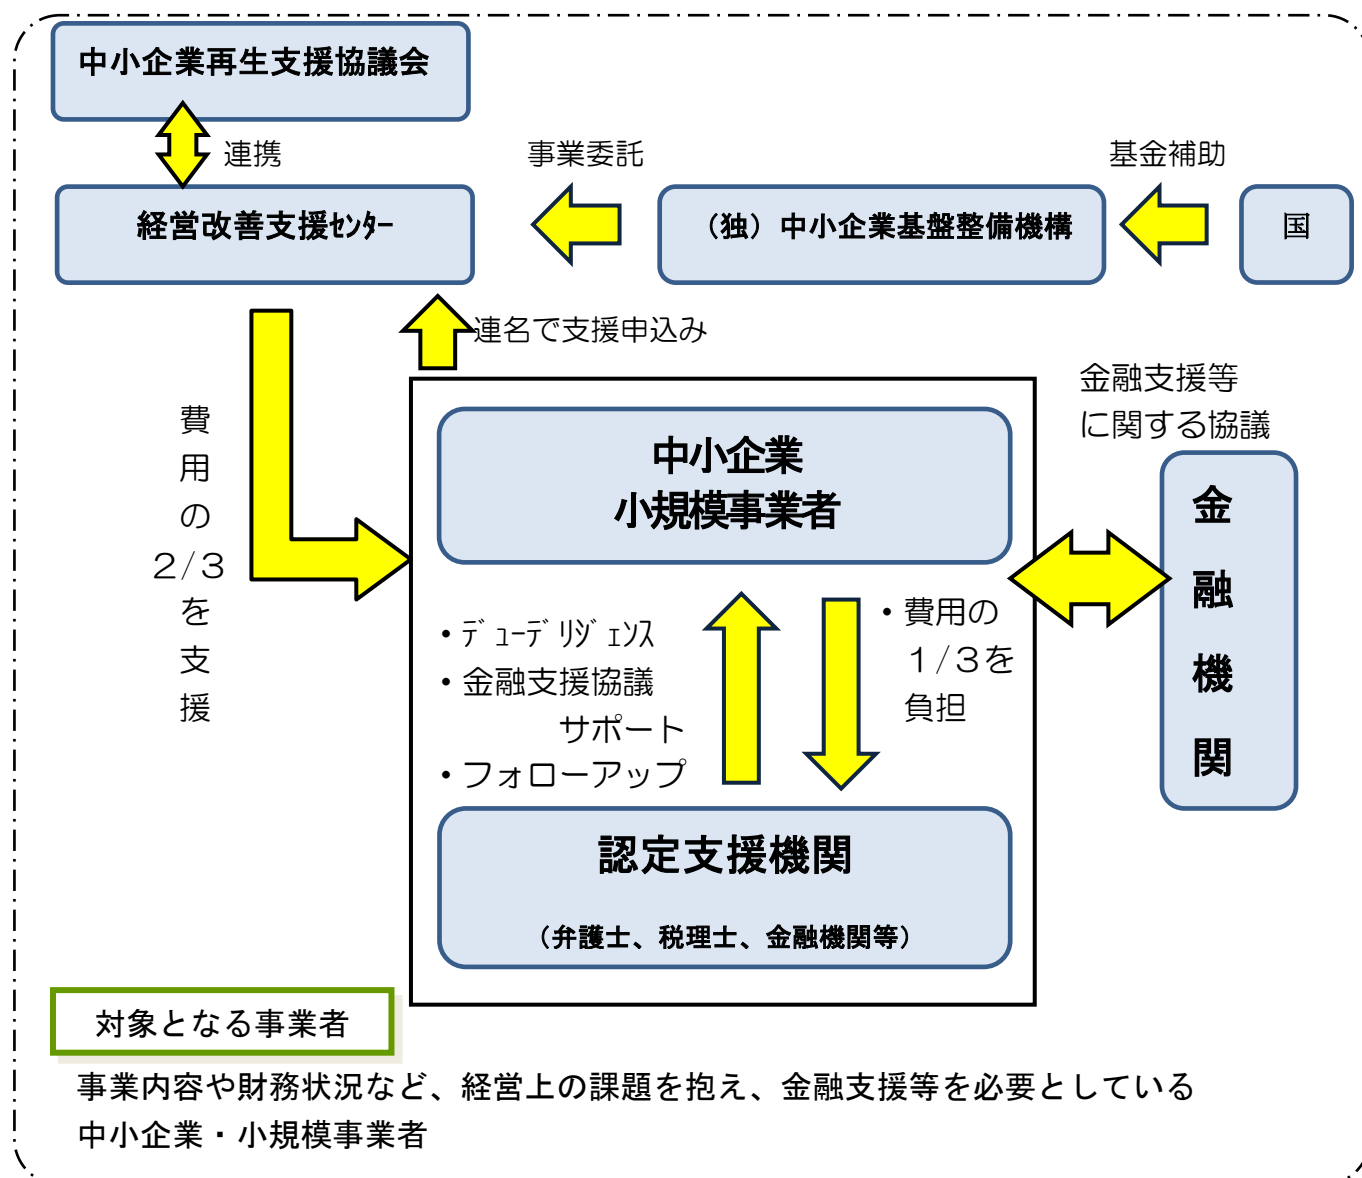 中小企業再生支援協議会
連携
事業委託
基金補助
経営改善支援ｾﾝﾀｰ
（独）中小企業基盤整備機構
国
連名で支援申込み
費用の２/３を支援
金融支援等
に関する協議
中小企業
小規模事業者
金融機関
・ﾃﾞｭｰﾃﾞﾘｼﾞｪﾝｽ
・金融支援協議
サポート
・フォローアップ
・費用の
１/３を
負担
認定支援機関
（弁護士、税理士、金融機関等）
対象となる事業者
事業内容や財務状況など、経営上の課題を抱え、金融支援等を必要としている
中小企業・小規模事業者